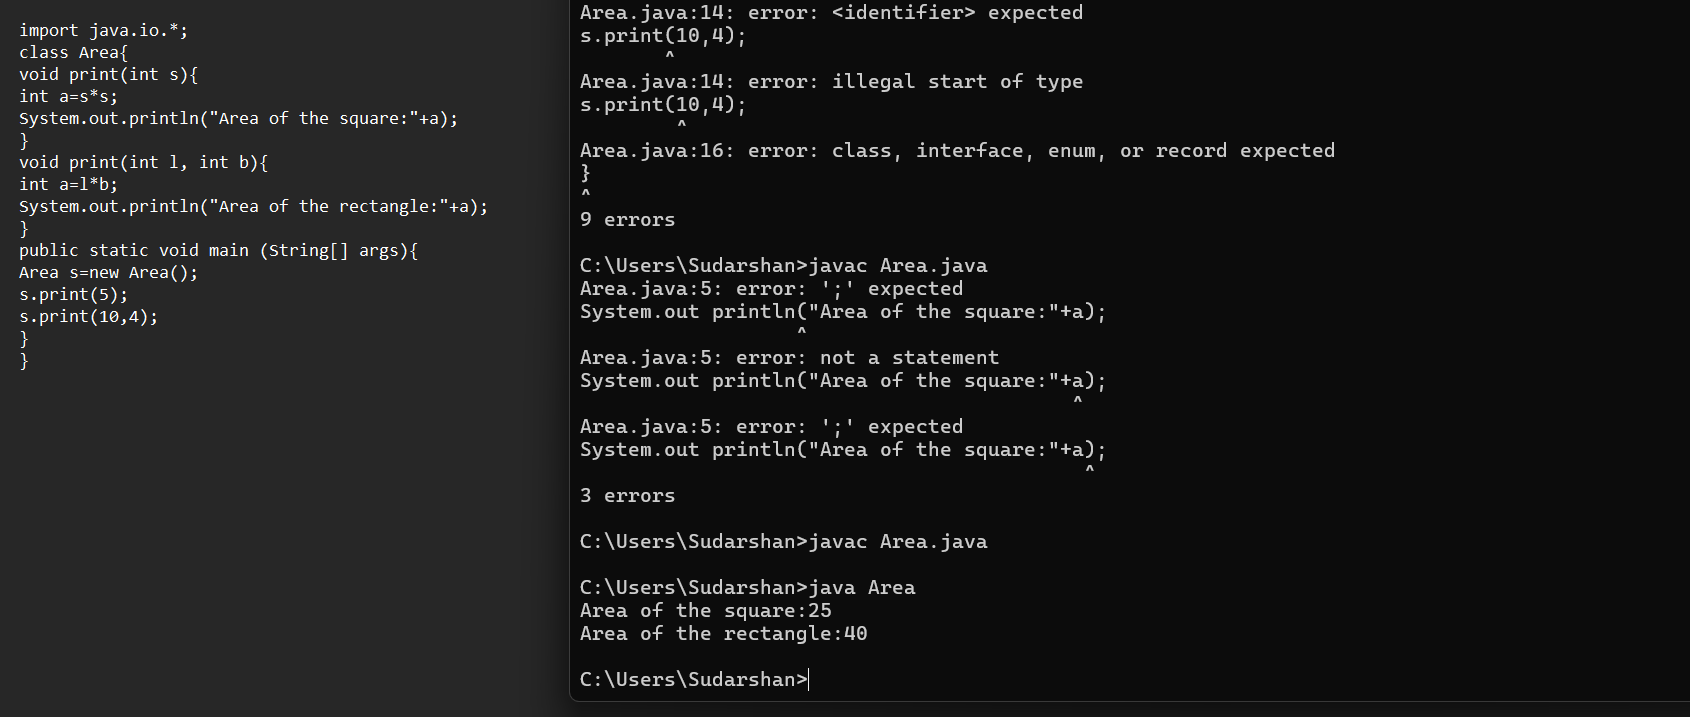 import java.io.*;
class Area{
void print(int s){
int a=s*s;
System.out.println("Area of the square:"+a);
}
void print(int l, int b){
int a=l*b;
System.out.println("Area of the rectangle:"+a);
}
public static void main (String[] args){
Area s=new Area();
s.print(5);
s.print(10,4);
}
}
Area.java:14: error: <identifier> expected
s.print(10,4);
^
Area.java:14: error: illegal start of type
s.print(10,4);
^
Area.java:16: error: class, interface, enum, or record expected
}
^
9 errors
C:\Users\Sudarshan>javac Area.java
Area.java:5: error: ';' expected
System.out println("Area of the square:"+a);
^
Area.java:5: error: not a statement
System.out println("Area of the square:"+a);
^
Area.java:5: error: ';' expected
System.out println("Area of the square:"+a);
^
3 errors
C:\Users\Sudarshan>javac Area.java
C:\Users\Sudarshan>java Area
Area of the square:25
Area of the rectangle:40
C:\Users\Sudarshan>